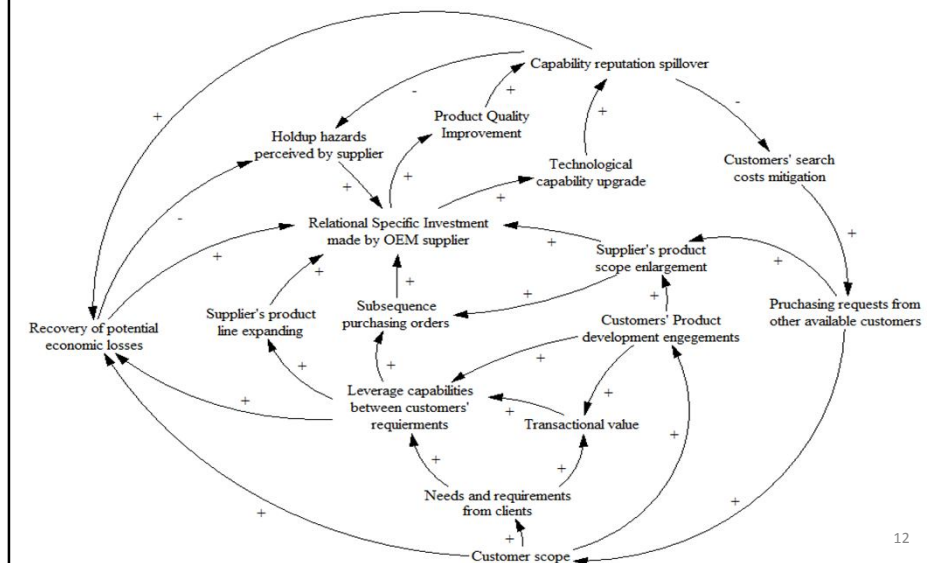 Capability reputation spillover
+
-
-
+
Product Quality
Improvement
+
Holdup hazards
perceived by supplier
Technological
capability upgrade
Customers' search
costs mitigation
+
+
+
Relational Specific Investment
made by OEM supplier
-
+
+
Supplier's product
scope enlargement
+
+
+
Supplier's product
line expanding
Subsequence
purchasing orders
+
+
+
Pruchasing requests from
other available customers
Recovery of potential
economic losses
Customers' Product
development engegements
+
+
+
Leverage capabilities
between customers'
requierments
+
+
+
Transactional value
+
+
+
Needs and requirements
from clients
+
+
+
Customer scope
12